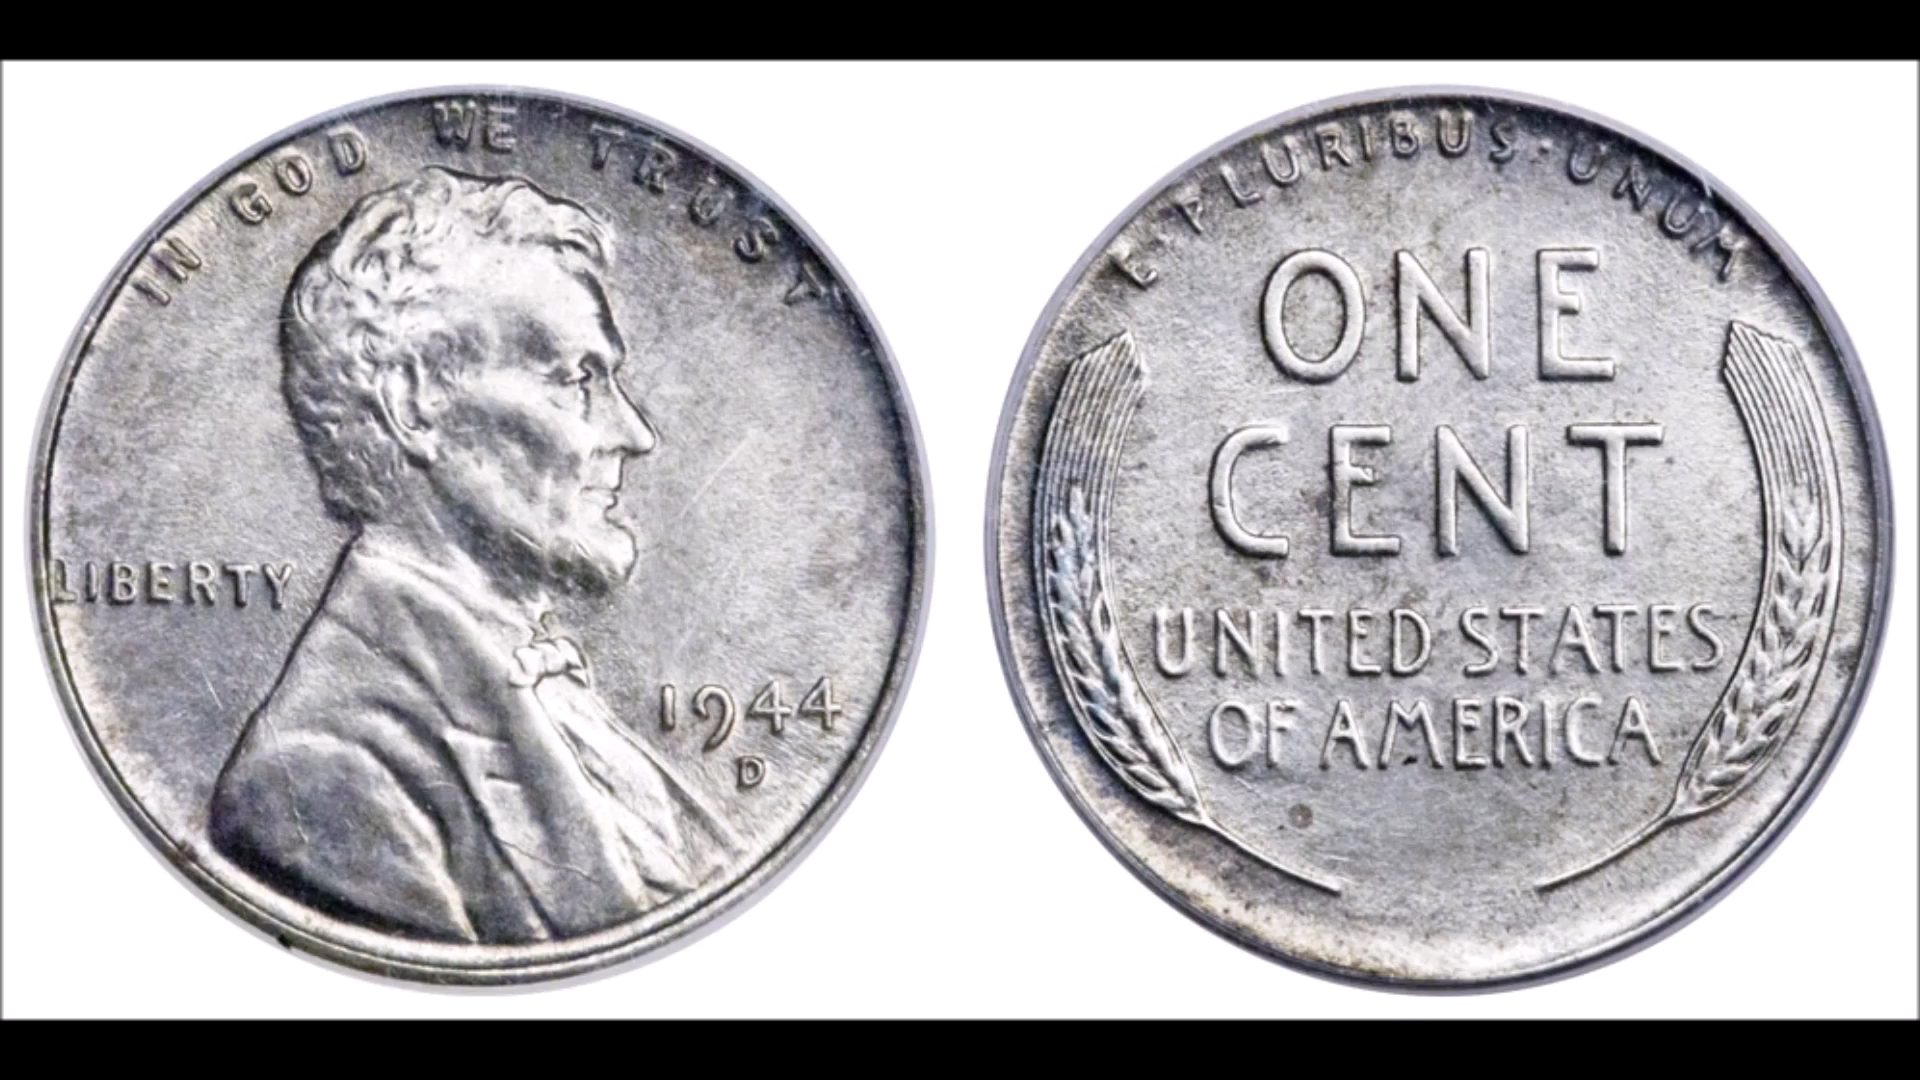 IN GOD WE TRUST
LIBERTY
1944
D
E·PLURIBUS·UNUM
ONE
CENT
UNITED STATES
OF AMERICA